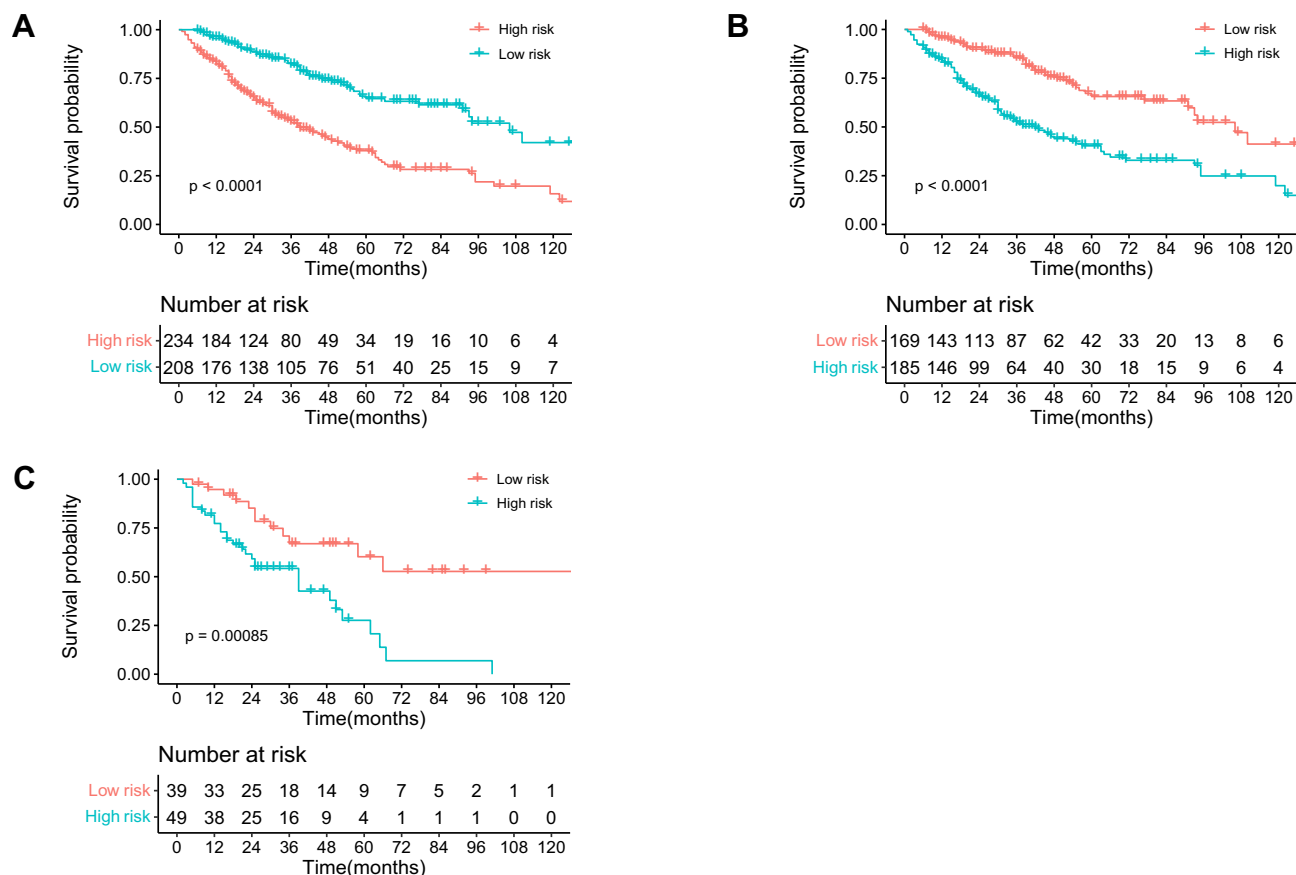 A
Survival probability
1.00
0.75
0.50
0.25
0.00
High risk
Low risk
p < 0.0001
0 12 24 36 48 60 72 84 96 108 120
Time(months)
Number at risk
High risk 234 184 124 80 49 34 19 16 10 6 4
Low risk 208 176 138 105 76 51 40 25 15 9 7
0 12 24 36 48 60 72 84 96 108 120
Time(months)
B
Survival probability
1.00
0.75
0.50
0.25
0.00
Low risk
High risk
p < 0.0001
0 12 24 36 48 60 72 84 96 108 120
Time(months)
Number at risk
Low risk 169 143 113 87 62 42 33 20 13 8 6
High risk 185 146 99 64 40 30 18 15 9 6 4
0 12 24 36 48 60 72 84 96 108 120
Time(months)
C
Survival probability
1.00
0.75
0.50
0.25
0.00
Low risk
High risk
p = 0.00085
0 12 24 36 48 60 72 84 96 108 120
Time(months)
Number at risk
Low risk 39 33 25 18 14 9 7 5 2 1 1
High risk 49 38 25 16 9 4 1 1 1 0 0
0 12 24 36 48 60 72 84 96 108 120
Time(months)